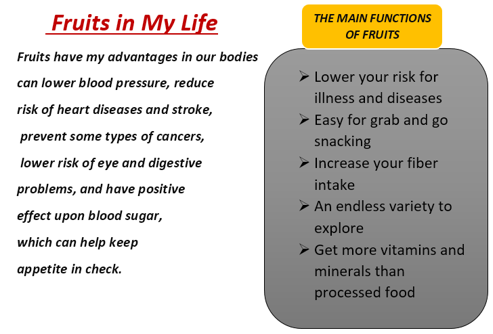 Fruits in My Life
Fruits have my advantages in our bodies
can lower blood pressure, reduce
risk of heart diseases and stroke,
prevent some types of cancers,
lower risk of eye and digestive
problems, and have positive
effect upon blood sugar,
which can help keep
appetite in check.
THE MAIN FUNCTIONS
OF FRUITS
➢ Lower your risk for
illness and diseases
➢ Easy for grab and go
snacking
➢ Increase your fiber
intake
➢ An endless variety to
explore
➢ Get more vitamins and
minerals than
processed food